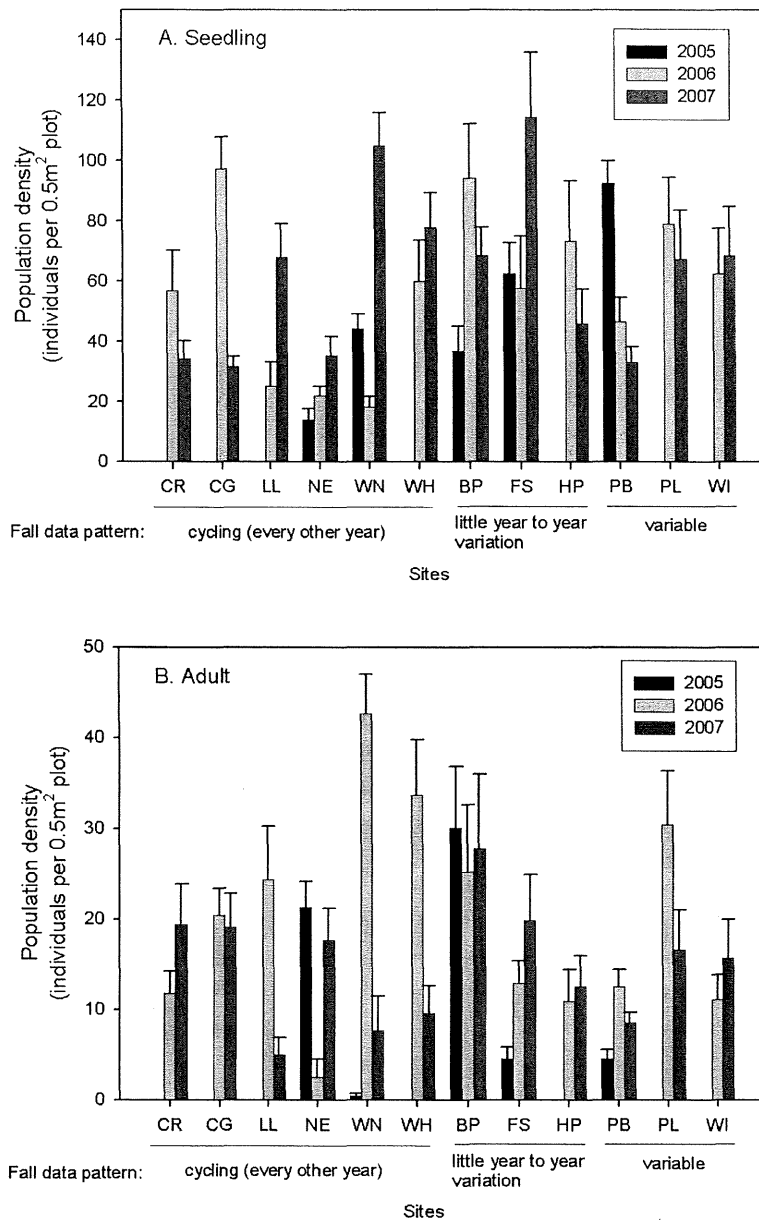 A. Seedling
2005
2006
2007
140
120
100
80
60
40
20
0
Population density
(individuals per 0.5m² plot)
CR CG LL NE WN WH BP FS HP PB PL WI
Fall data pattern: cycling (every other year) little year to year variation variable
Sites
B. Adult
2005
2006
2007
50
40
30
20
10
0
Population density
(individuals per 0.5m² plot)
CR CG LL NE WN WH BP FS HP PB PL WI
Fall data pattern: cycling (every other year) little year to year variation variable
Sites